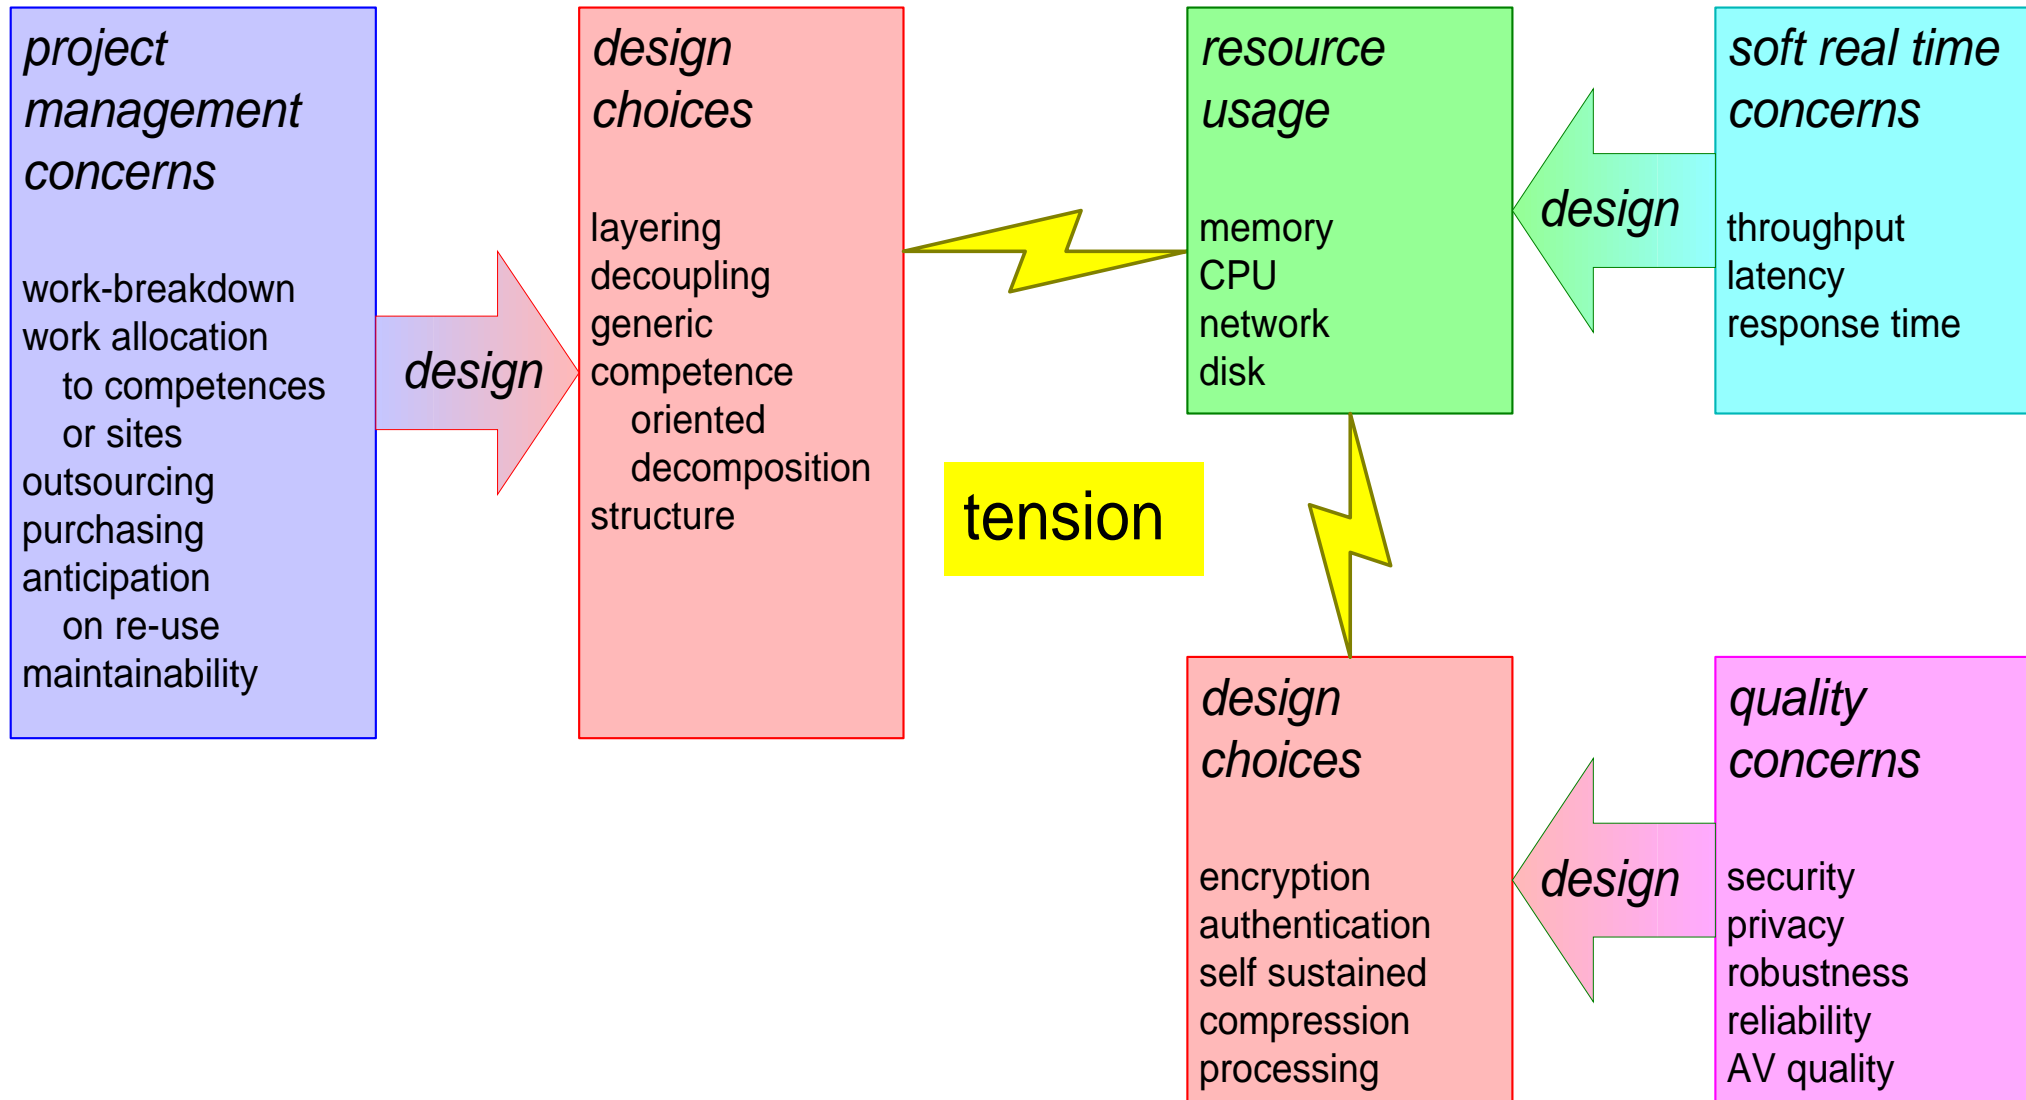 project
management
concerns
work-breakdown
work allocation
to competences
or sites
outsourcing
purchasing
anticipation
on re-use
maintainability
design
design
choices
layering
decoupling
generic
competence
oriented
decomposition
structure
tension
resource
usage
memory
CPU
network
disk
design
soft real time
concerns
throughput
latency
response time
design
choices
encryption
authentication
self sustained
compression
processing
design
quality
concerns
security
privacy
robustness
reliability
AV quality